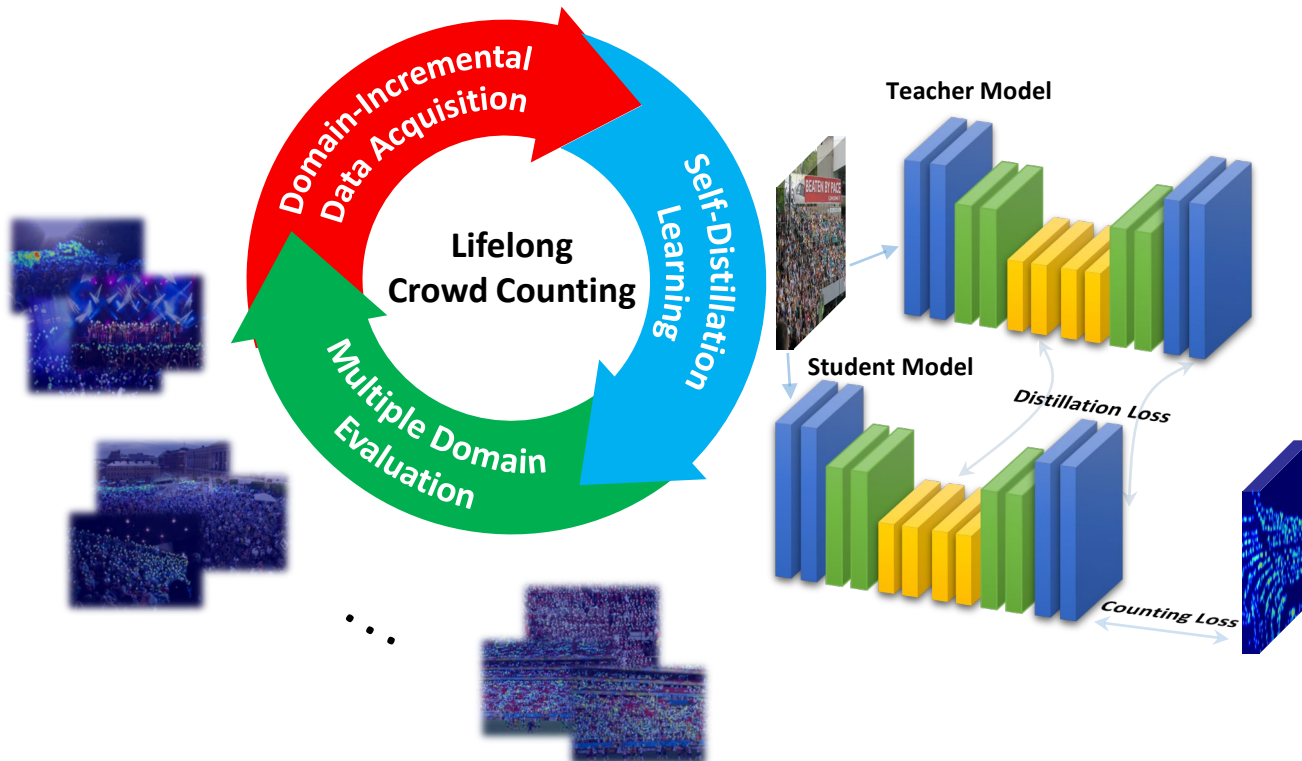 Domain-Incremental
Data Acquisition
Self-Distillation
Learning
Lifelong
Crowd Counting
Multiple Domain
Evaluation
Teacher Model
BEATEN BY PACE
Student Model
Distillation Loss
Counting Loss
. . .